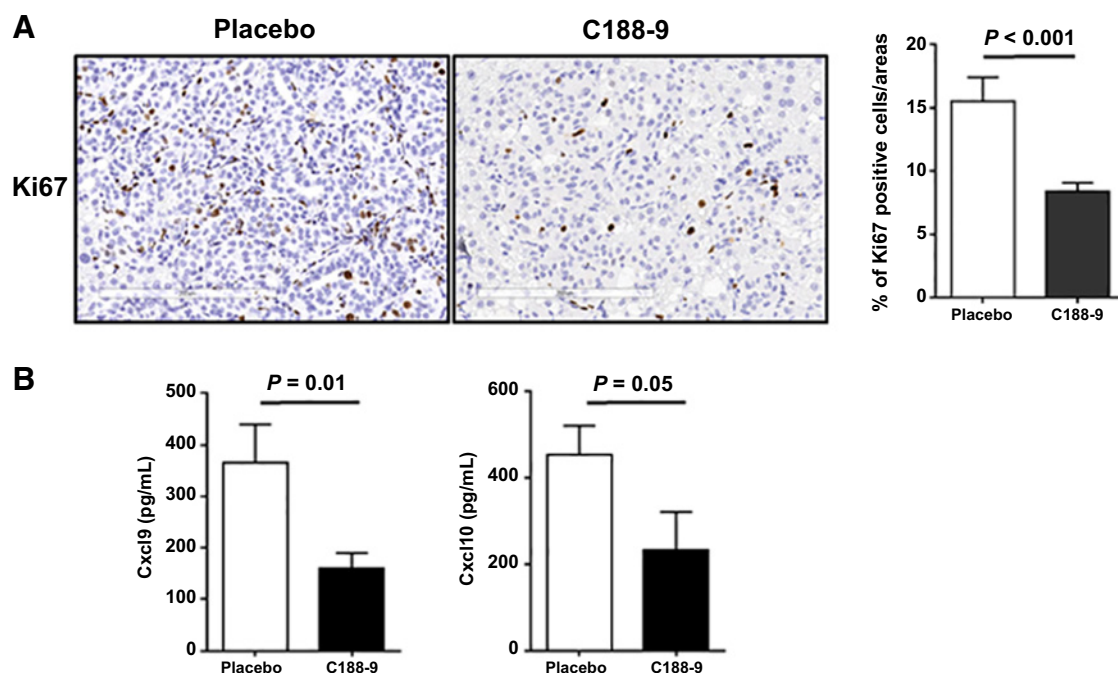 A
Placebo
C188-9
Ki67
% of Ki67 positive cells/areas
20
15
10
5
0
P < 0.001
Placebo
C188-9
B
Cxcl9 (pg/mL)
500
400
300
200
100
0
P = 0.01
Placebo
C188-9
Cxcl10 (pg/mL)
600
400
200
0
P = 0.05
Placebo
C188-9